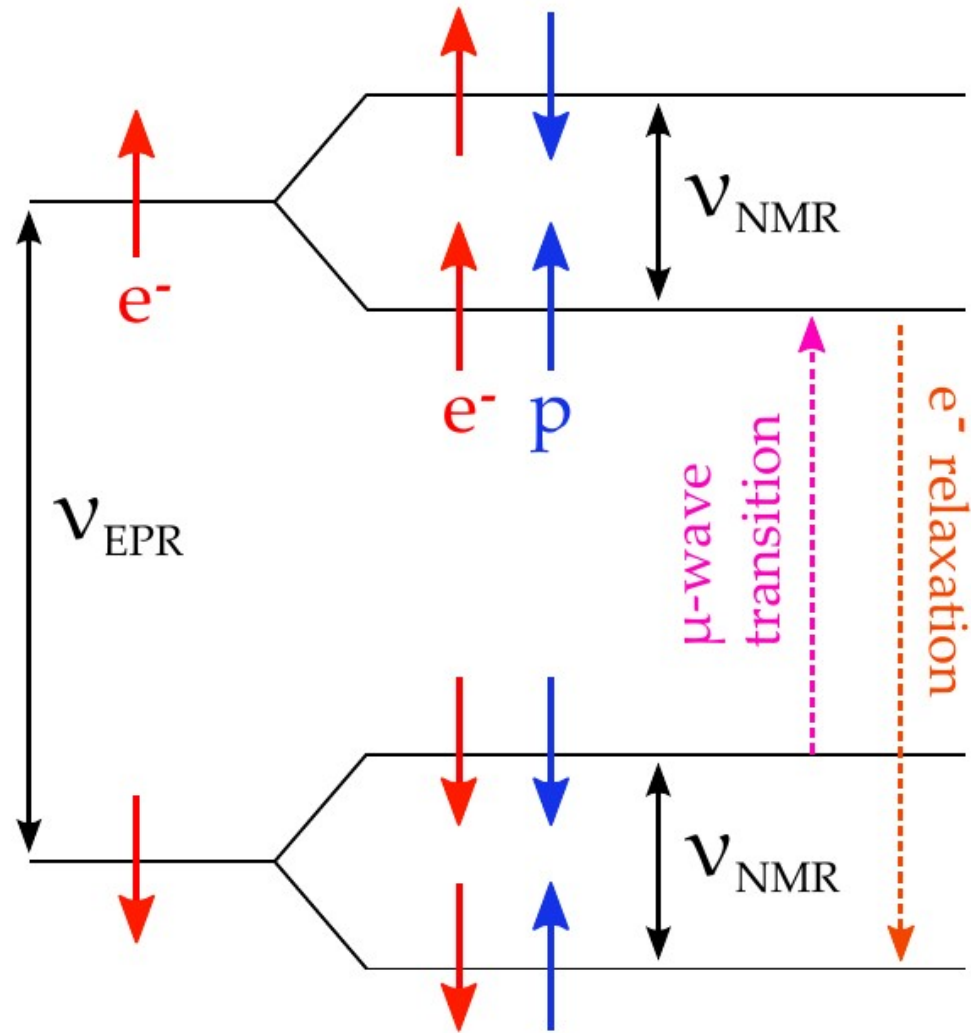 e⁻
ν_NMR
e⁻ p
ν_EPR
μ-wave
transition
e⁻ relaxation
ν_NMR